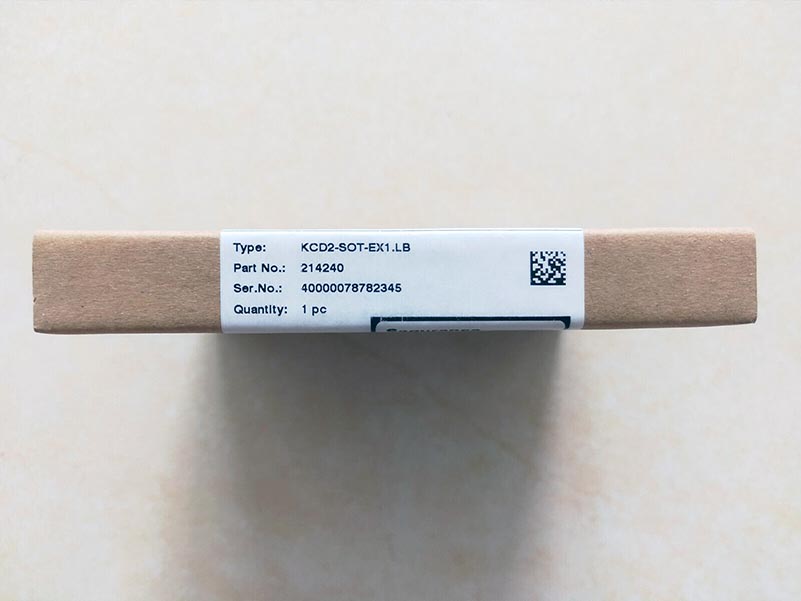 Type: KCD2-SOT-EX1.LB
Part No.: 214240
Ser.No.: 40000078782345
Quantity: 1 pc